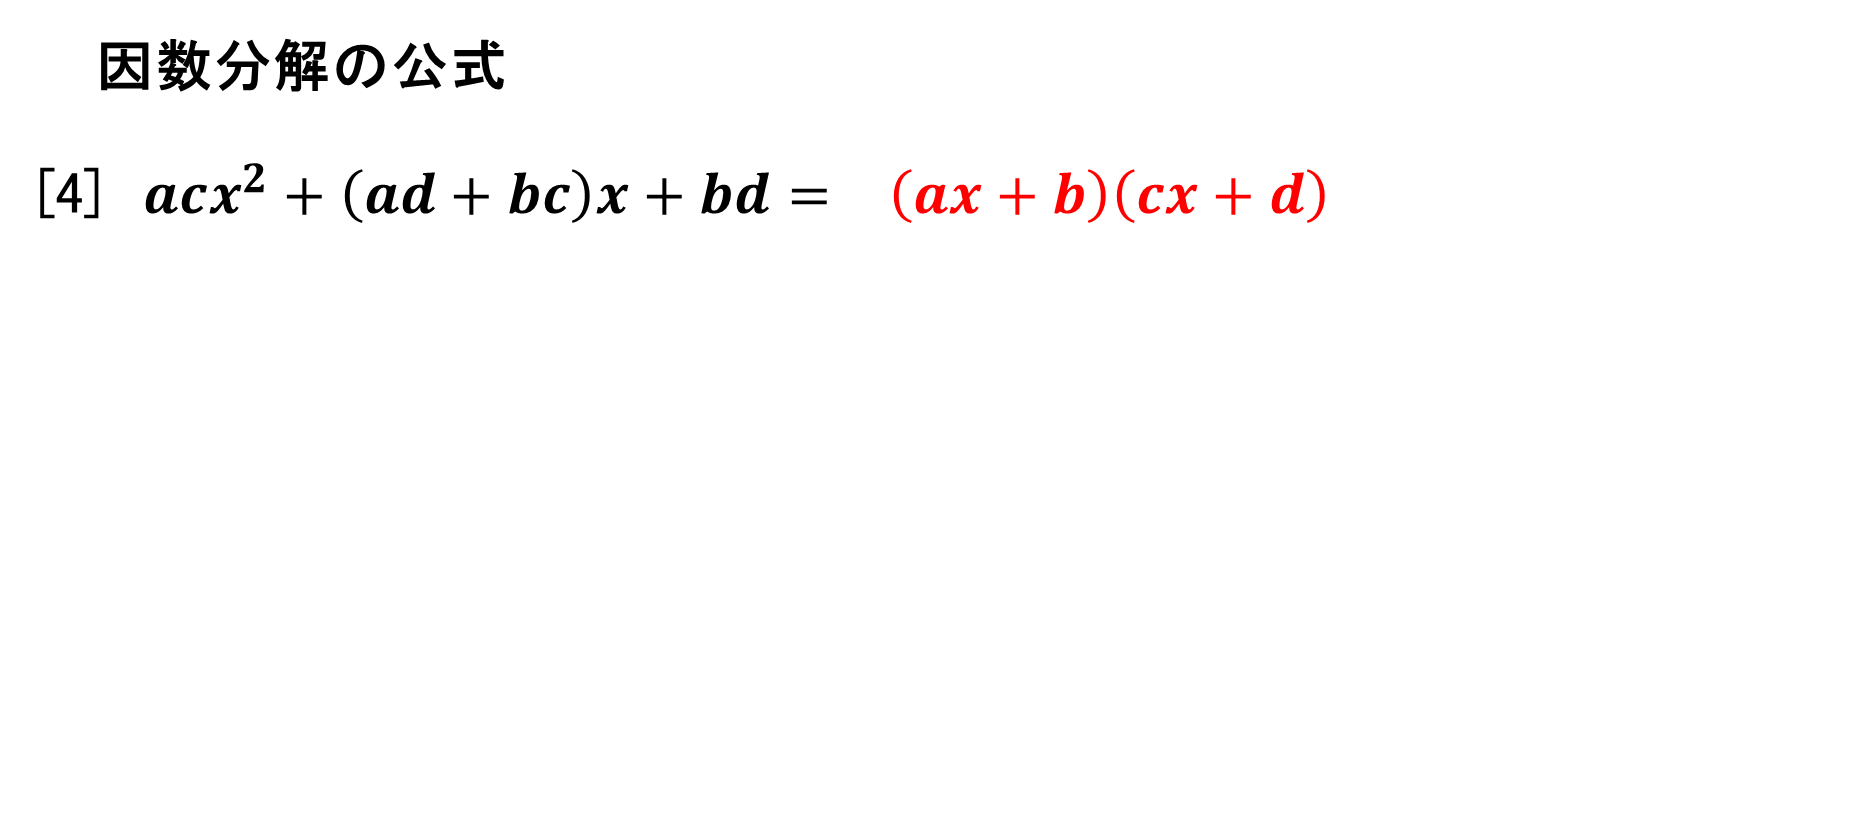 因数分解の公式
[4] acx² + (ad + bc)x + bd = (ax + b)(cx + d)